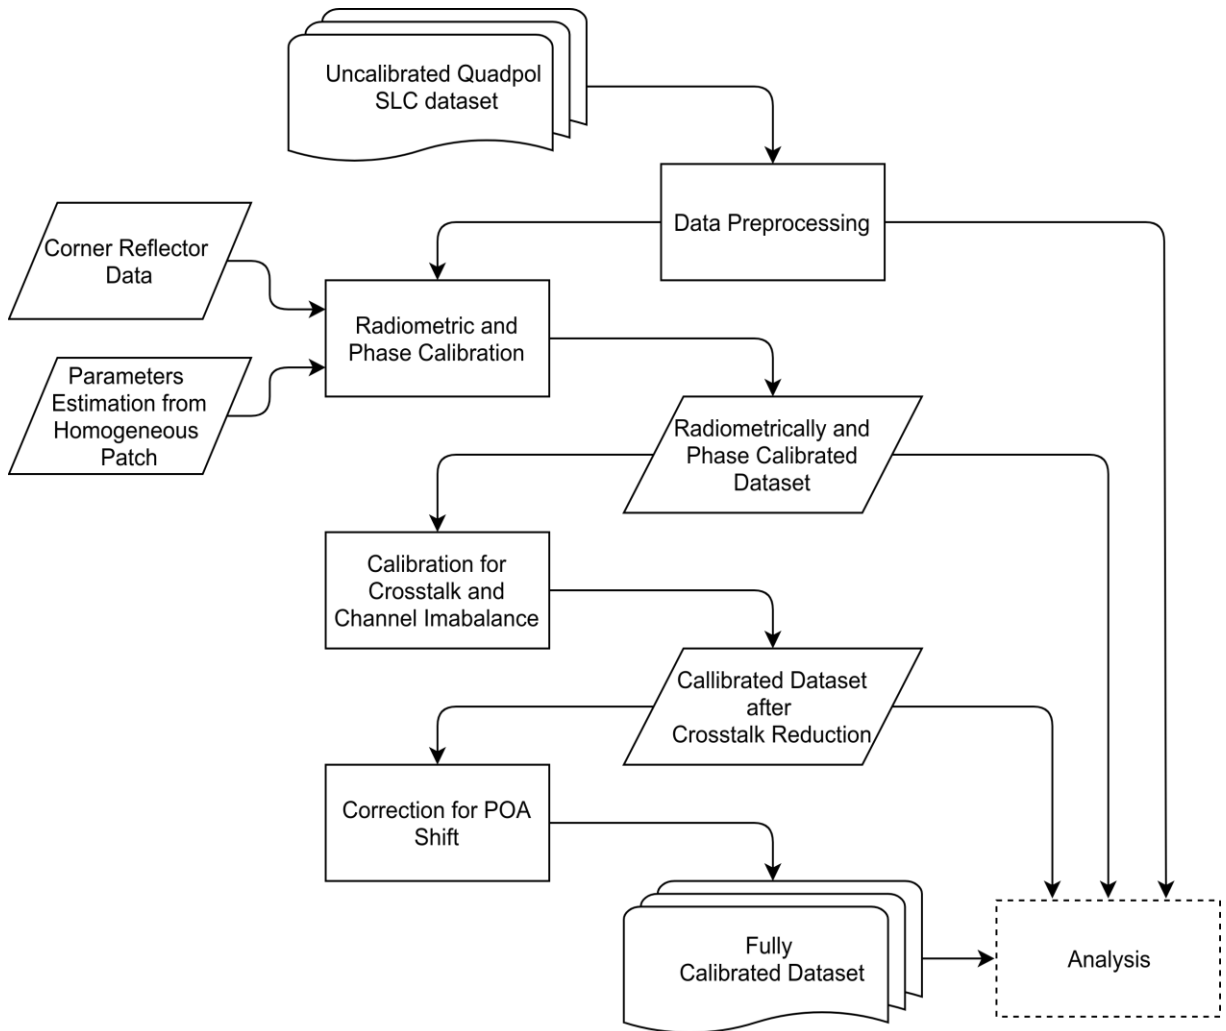 Uncalibrated Quadpol
SLC dataset
Data Preprocessing
Corner Reflector
Data
Radiometric and
Phase Calibration
Parameters
Estimation from
Homogeneous
Patch
Radiometrically and
Phase Calibrated
Dataset
Calibration for
Crosstalk and
Channel Imabalance
Callibrated Dataset
after
Crosstalk Reduction
Correction for POA
Shift
Fully
Calibrated Dataset
Analysis